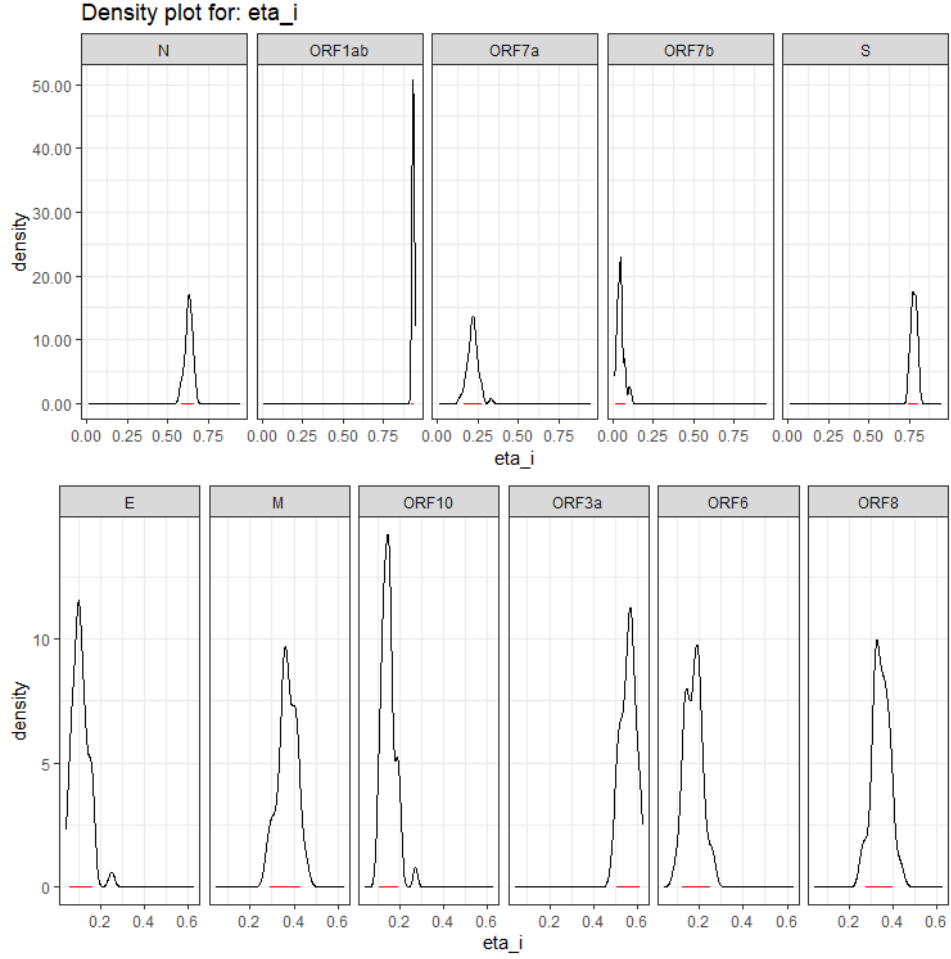 Density plot for: eta_i
N ORF1ab ORF7a ORF7b S
50.00
40.00
30.00
20.00
10.00
0.00
density
0.00 0.25 0.50 0.75 0.00 0.25 0.50 0.75 0.00 0.25 0.50 0.75 0.00 0.25 0.50 0.75 0.00 0.25 0.50 0.75
eta_i
E M ORF10 ORF3a ORF6 ORF8
10
5
0
density
0.2 0.4 0.6 0.2 0.4 0.6 0.2 0.4 0.6 0.2 0.4 0.6 0.2 0.4 0.6 0.2 0.4 0.6
eta_i